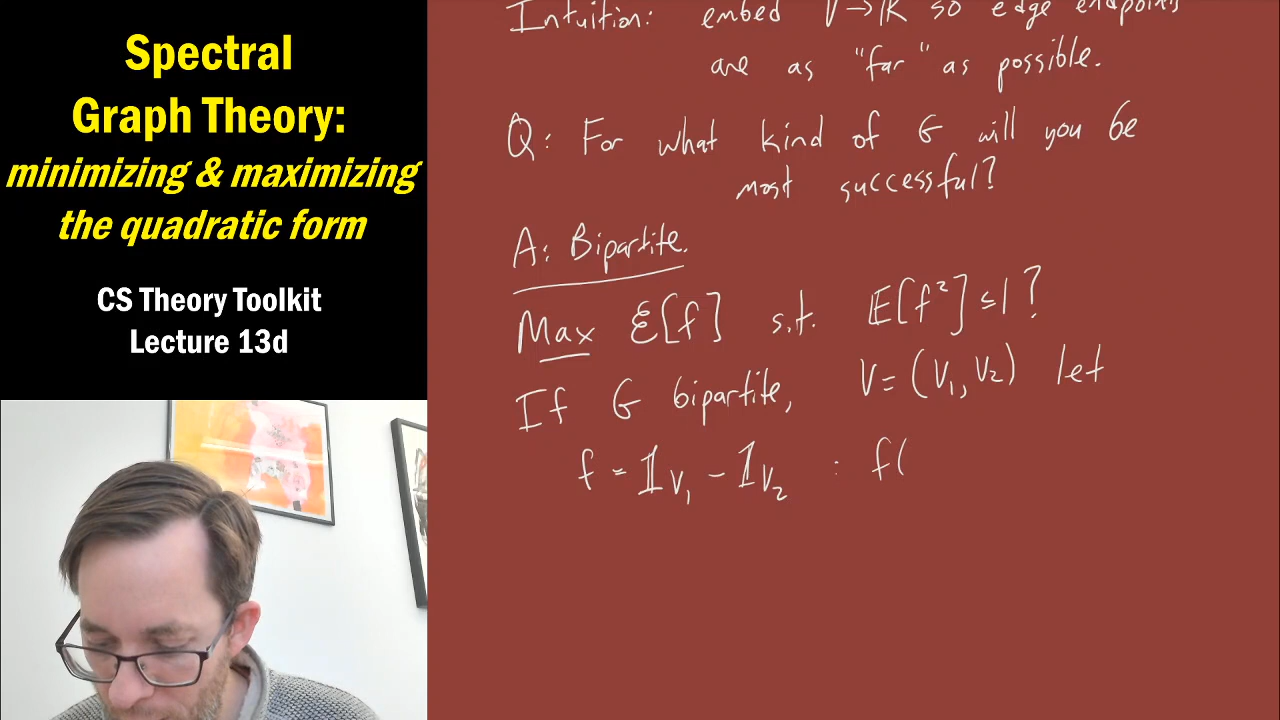 Spectral
Graph Theory:
minimizing & maximizing
the quadratic form
CS Theory Toolkit
Lecture 13d
Intuition: embed V→ℝ so edge endpoints
are as "far" as possible.
Q: For what kind of G will you be
most successful?
A: Bipartite.
Max ℰ[f] s.t. 𝔼[f²] ≤ 1 ?
If G bipartite, V = (V₁, V₂) let
f = 𝟙V₁ - 𝟙V₂ : f(